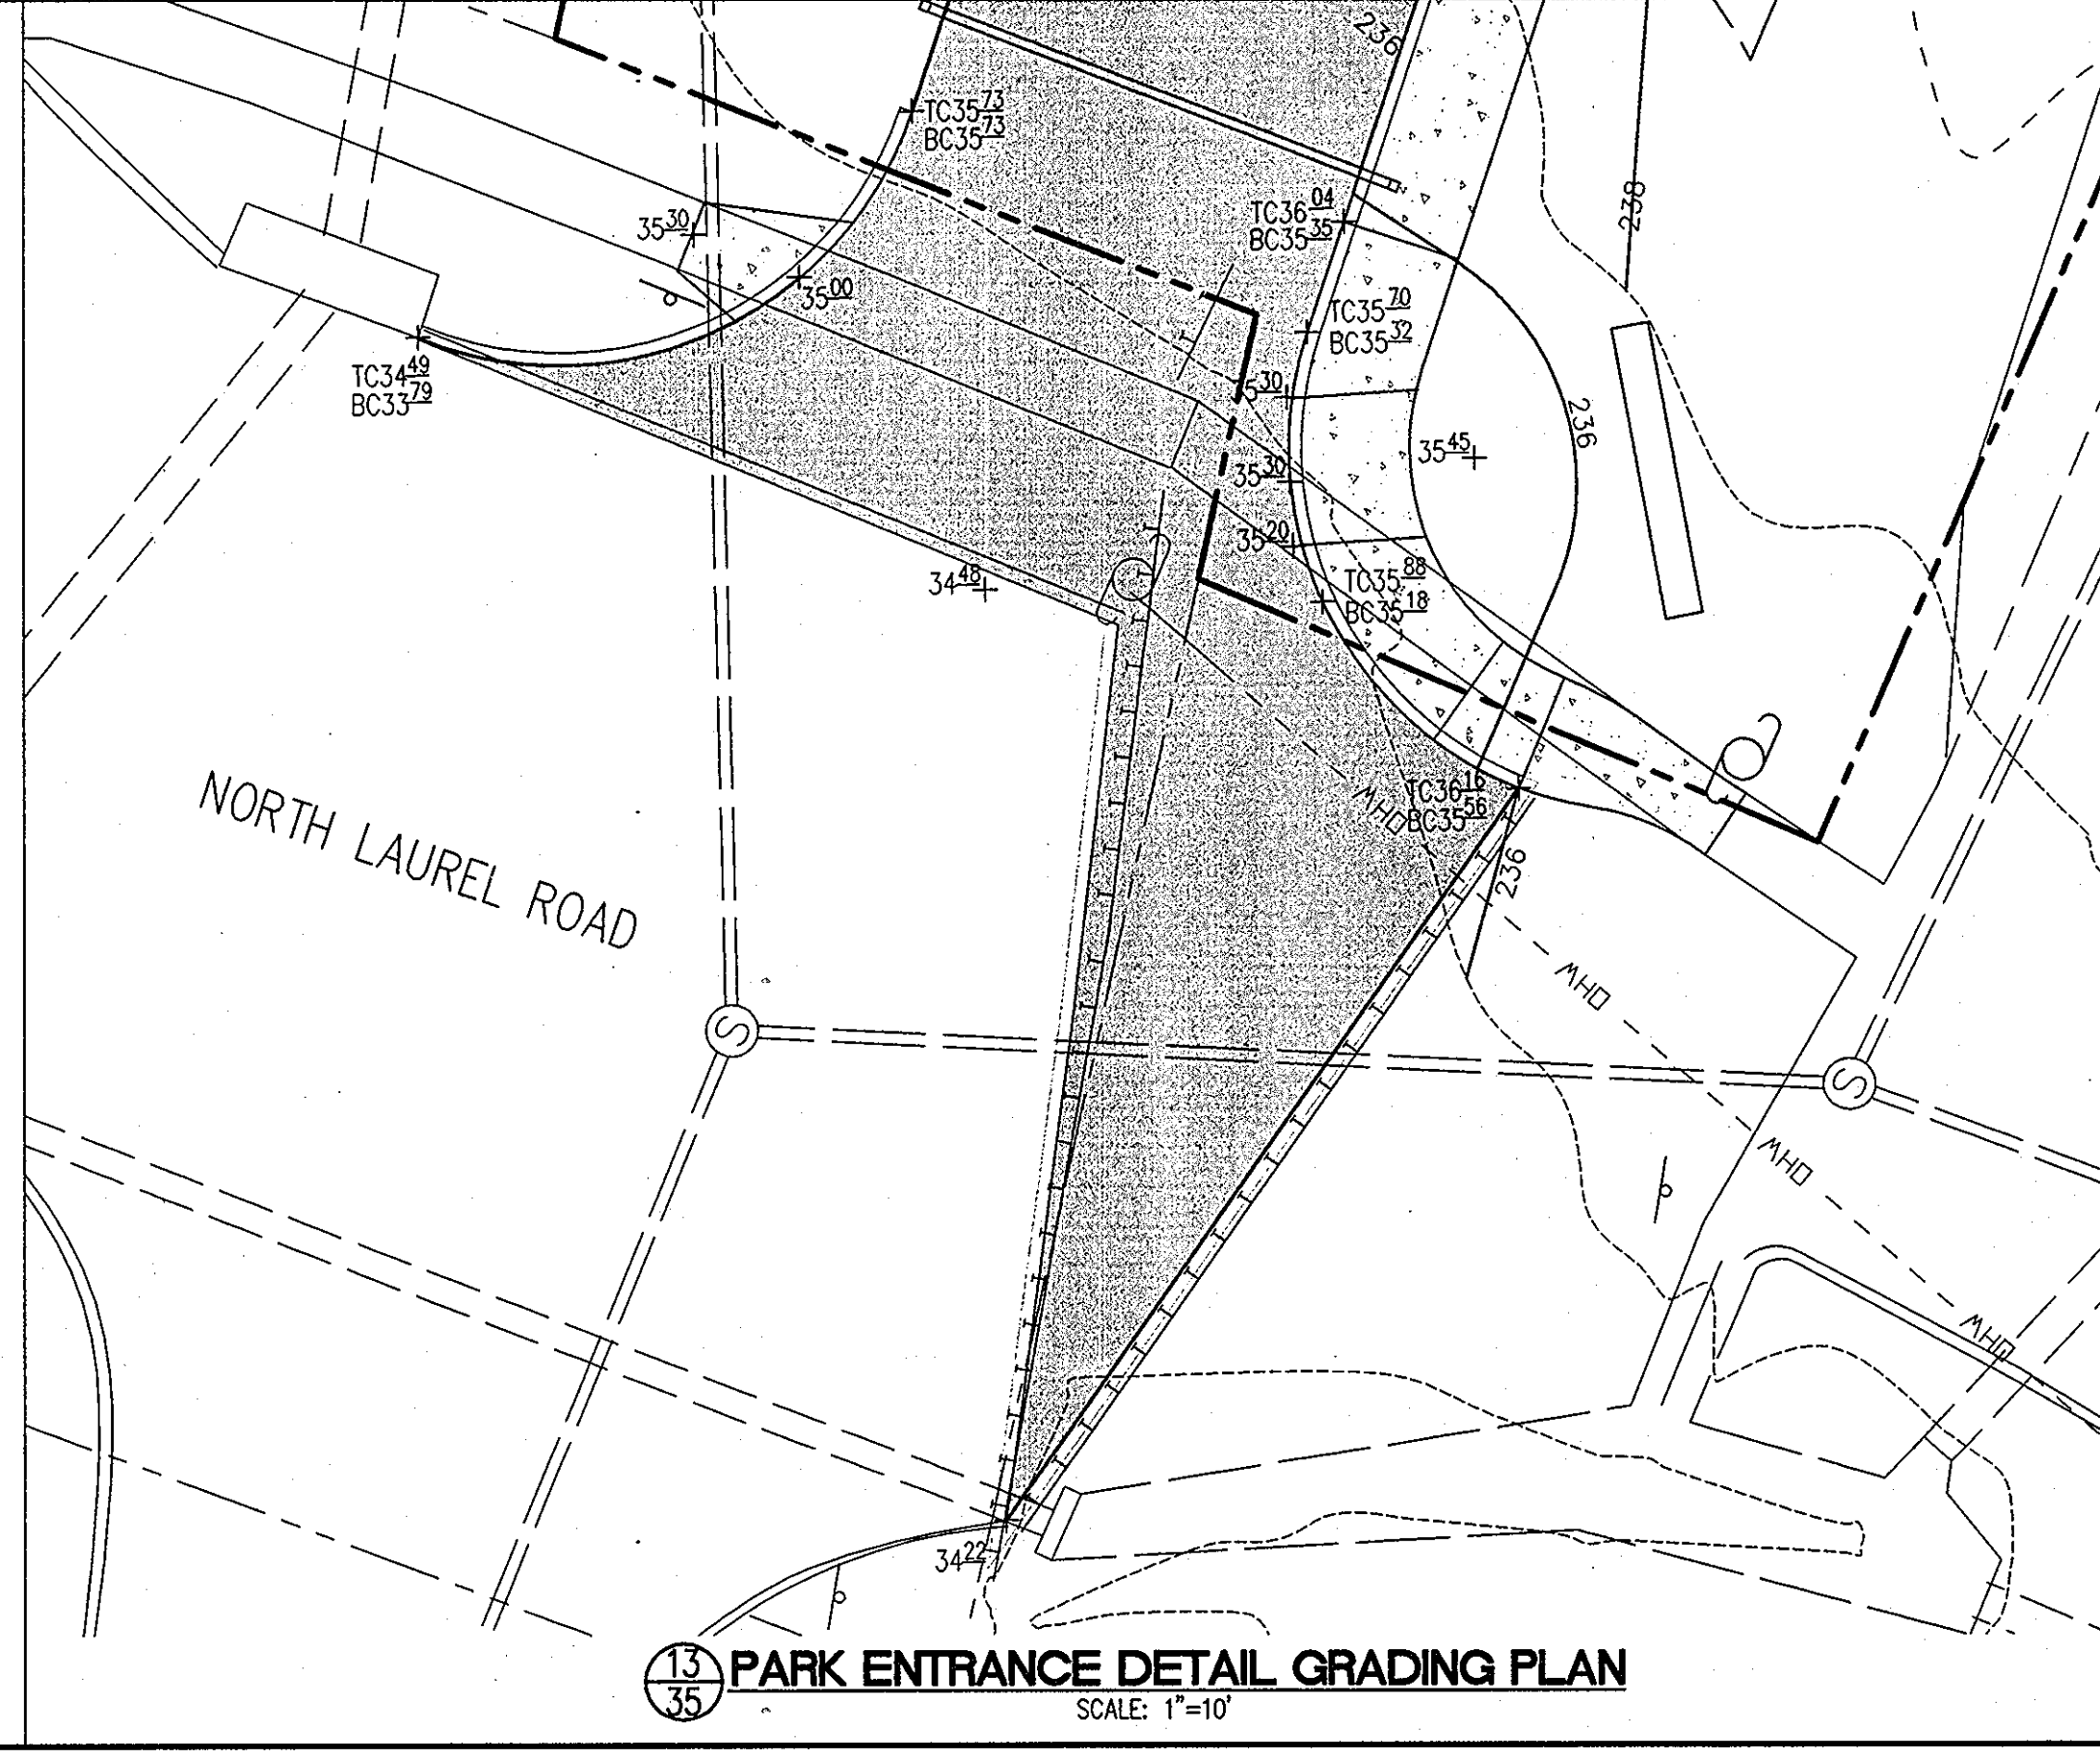 236
TC35 73
BC35 73
238
TC36 04
BC35 35
35 30
35 00
TC35 70
BC35 32
TC34 49
BC33 79
5 30
236
35 45
35 30
35 20
34 48
TC35 88
BC35 18
NORTH LAUREL ROAD
TC36 16
BC35 56
OHW
236
OHW
S
S
OHW
OHW
34 22
13
35
PARK ENTRANCE DETAIL GRADING PLAN
SCALE: 1"=10'